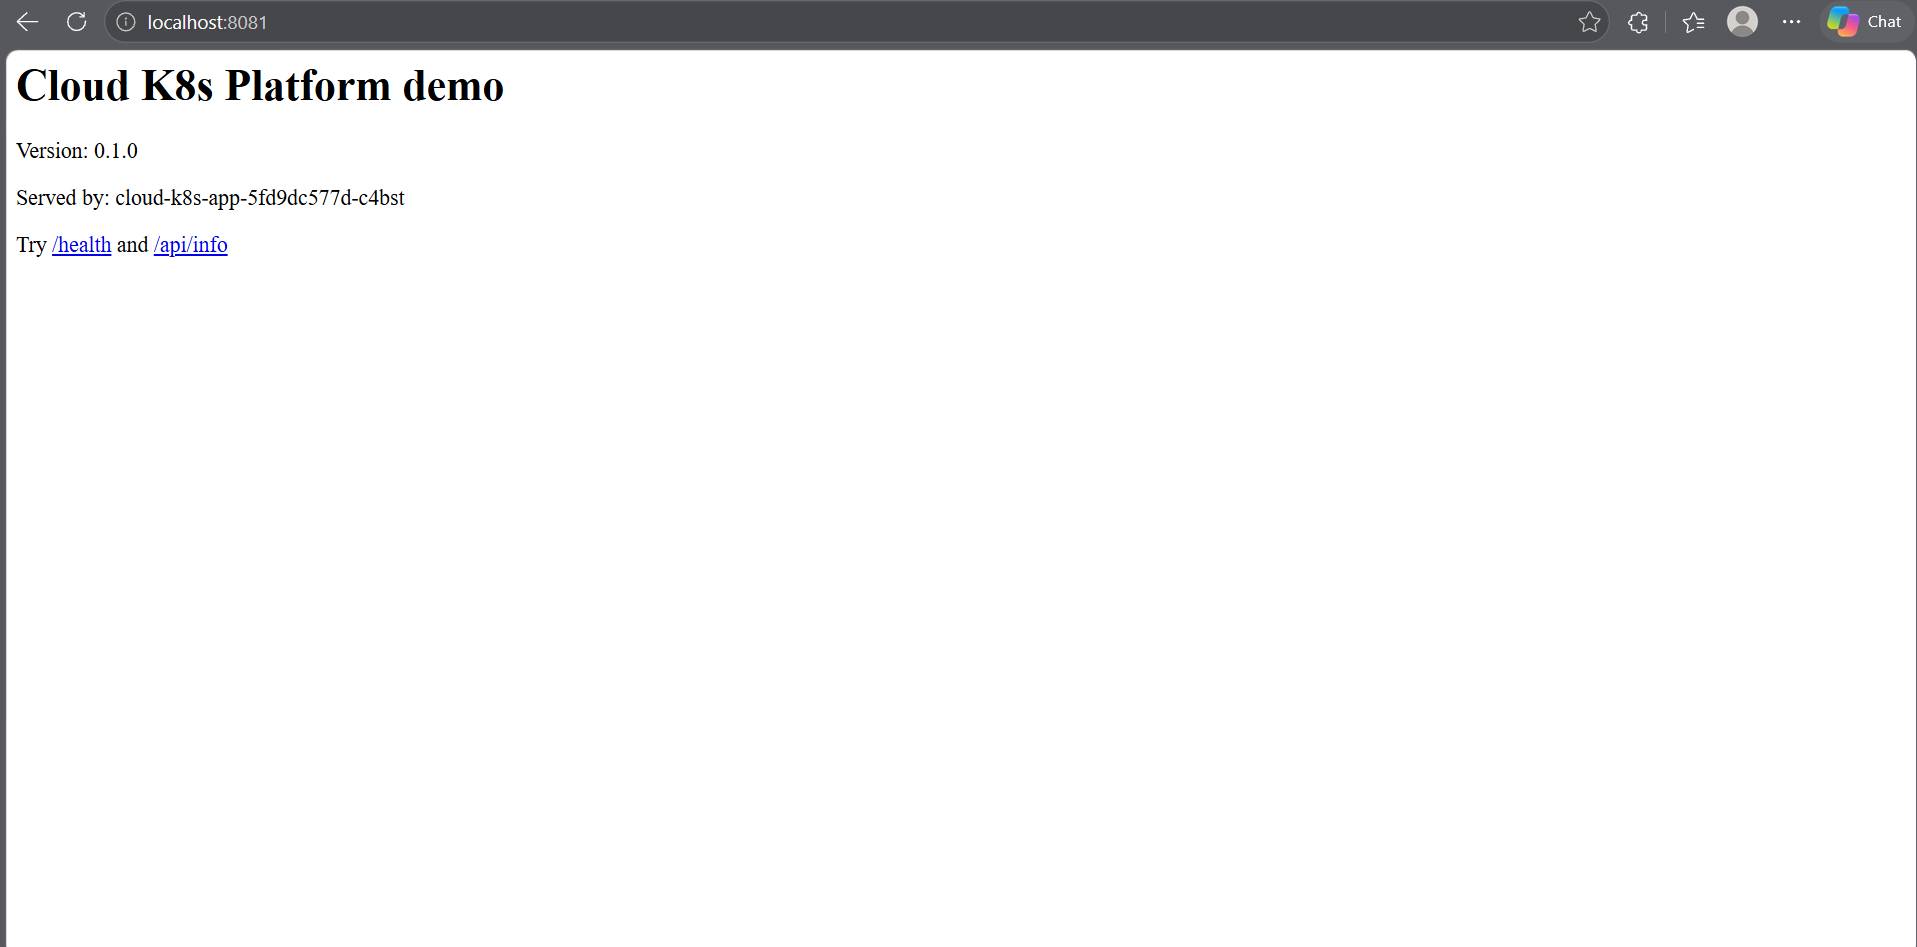 localhost:8081
Chat
Cloud K8s Platform demo
Version: 0.1.0
Served by: cloud-k8s-app-5fd9dc577d-c4bst
Try /health and /api/info